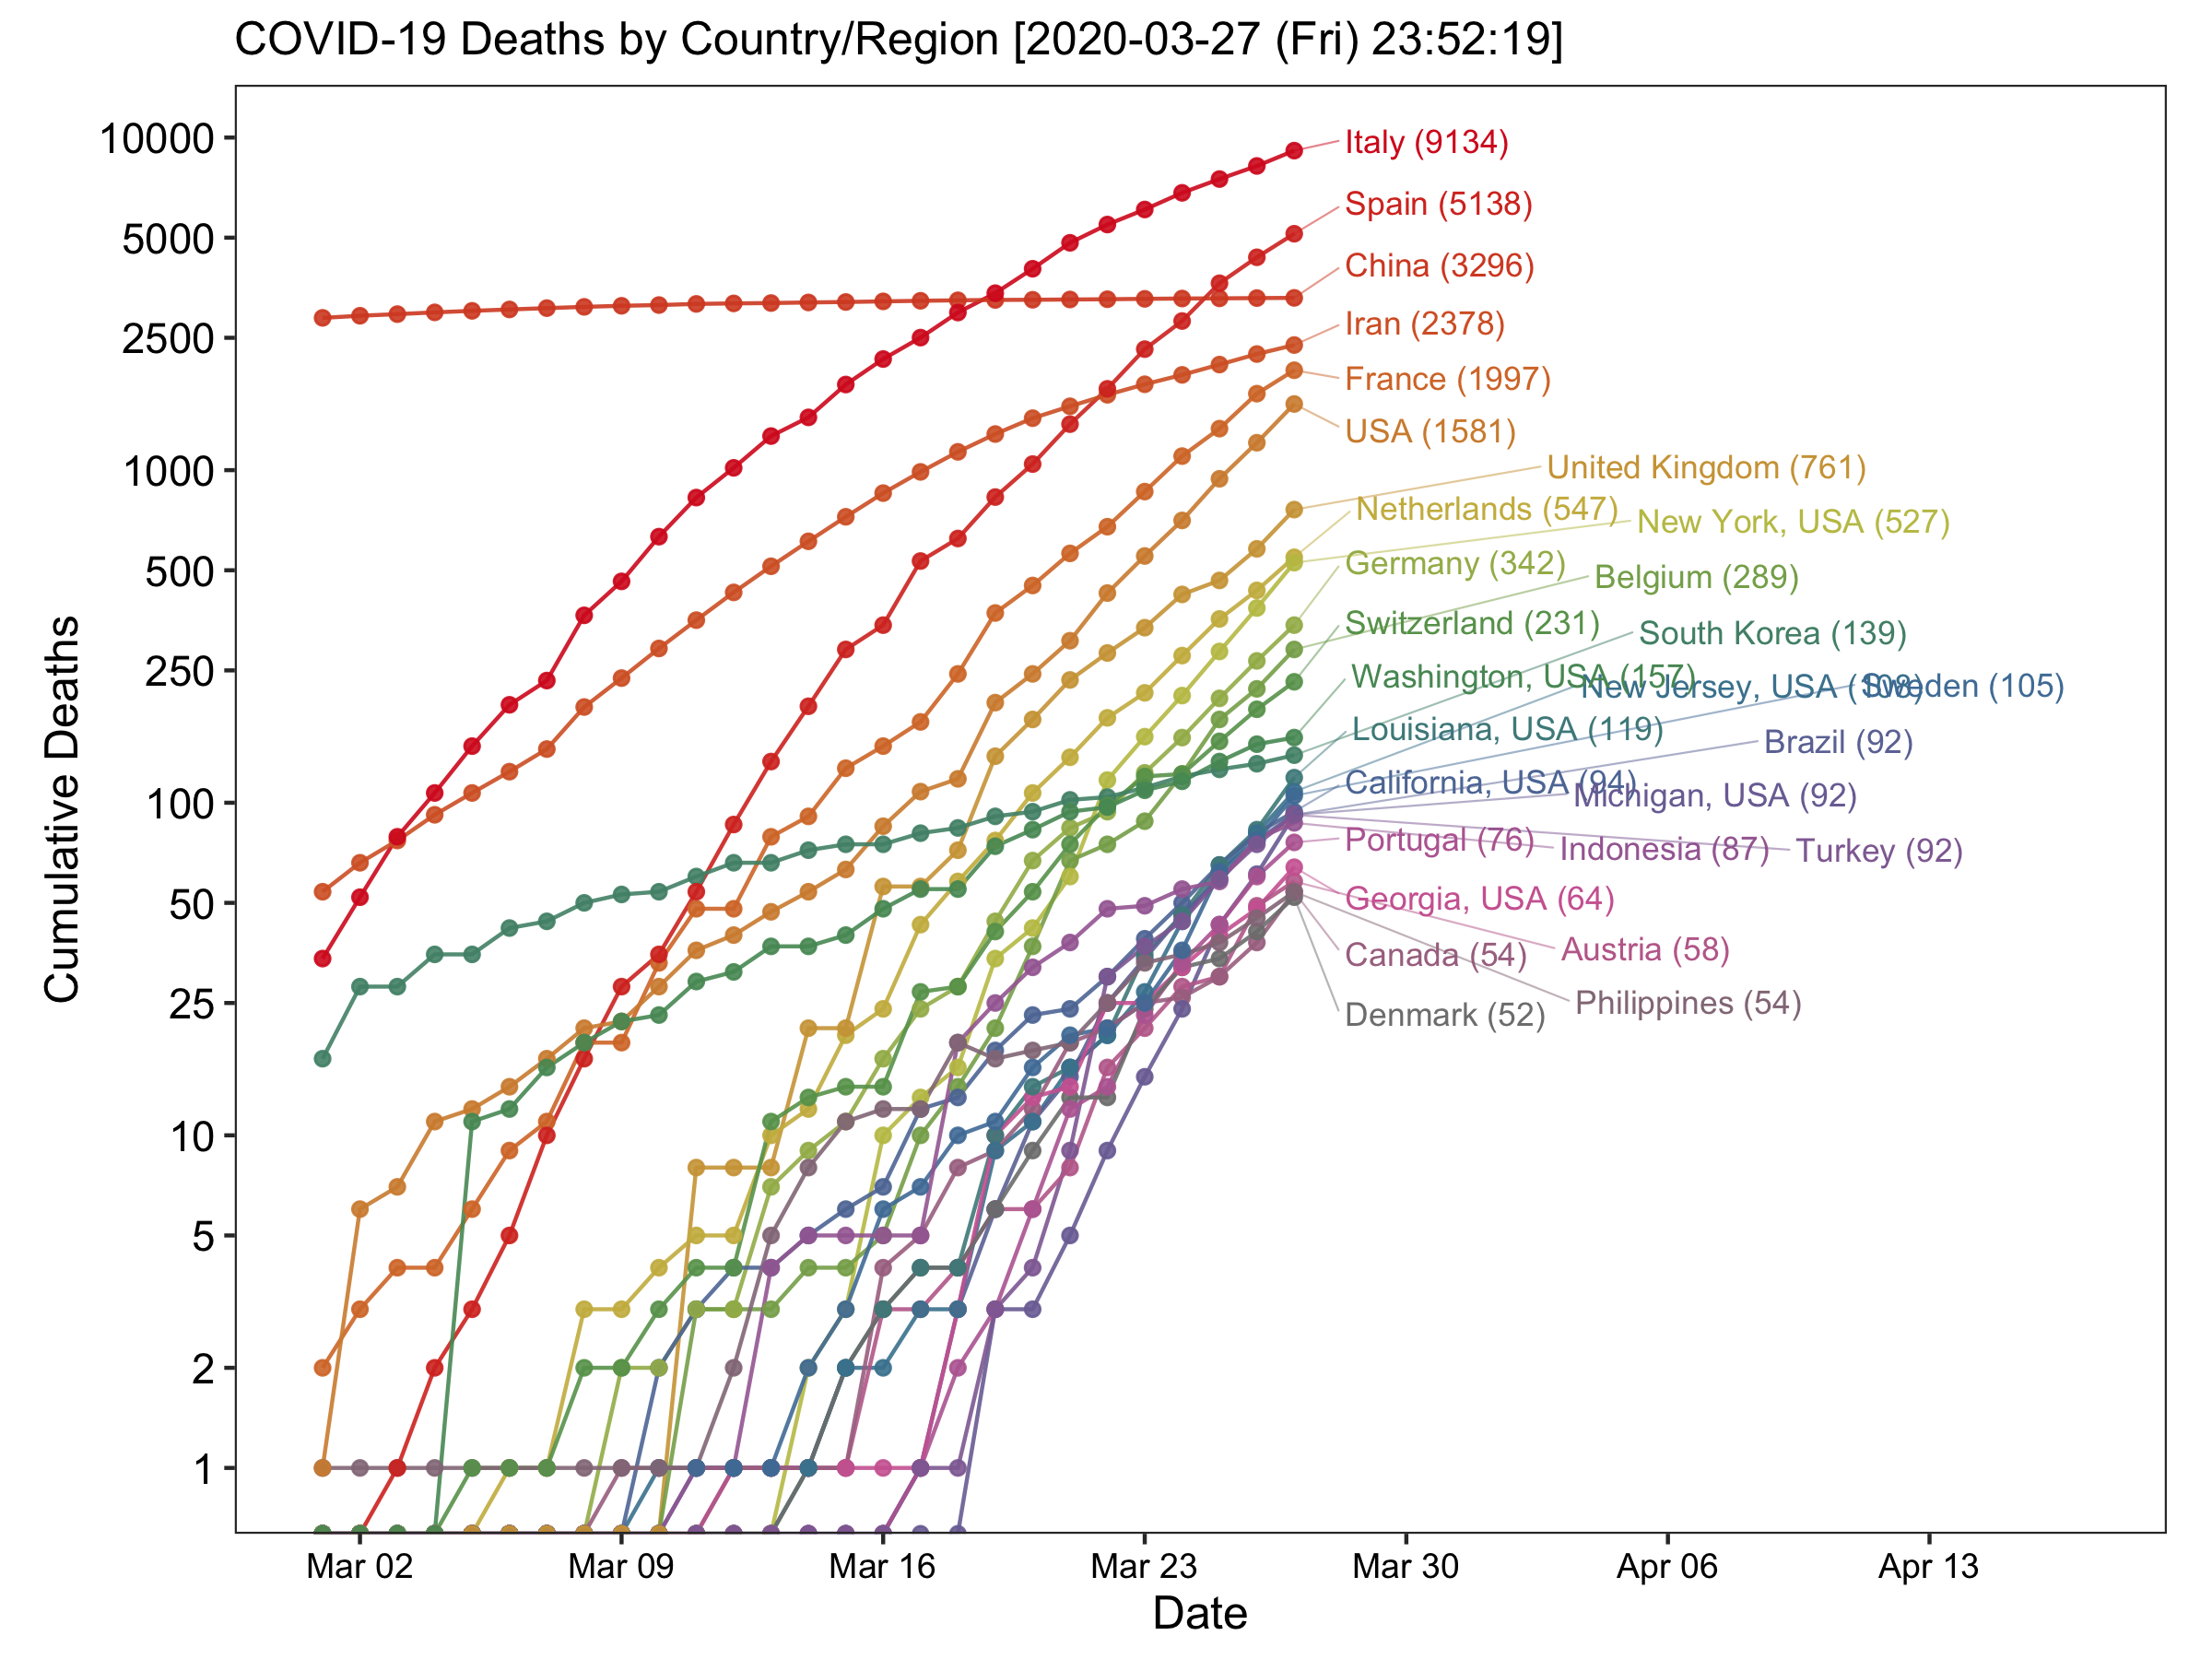 COVID-19 Deaths by Country/Region [2020-03-27 (Fri) 23:52:19]
10000
5000
2500
1000
500
250
100
50
25
10
5
2
1
Cumulative Deaths
Italy (9134)
Spain (5138)
China (3296)
Iran (2378)
France (1997)
USA (1581)
United Kingdom (761)
Netherlands (547)
New York, USA (527)
Germany (342)
Belgium (289)
Switzerland (231)
South Korea (139)
Washington, USA (157)
New Jersey, USA (108)
Sweden (105)
Louisiana, USA (119)
Brazil (92)
California, USA (94)
Michigan, USA (92)
Portugal (76)
Indonesia (87)
Turkey (92)
Georgia, USA (64)
Austria (58)
Canada (54)
Philippines (54)
Denmark (52)
Mar 02
Mar 09
Mar 16
Mar 23
Mar 30
Apr 06
Apr 13
Date